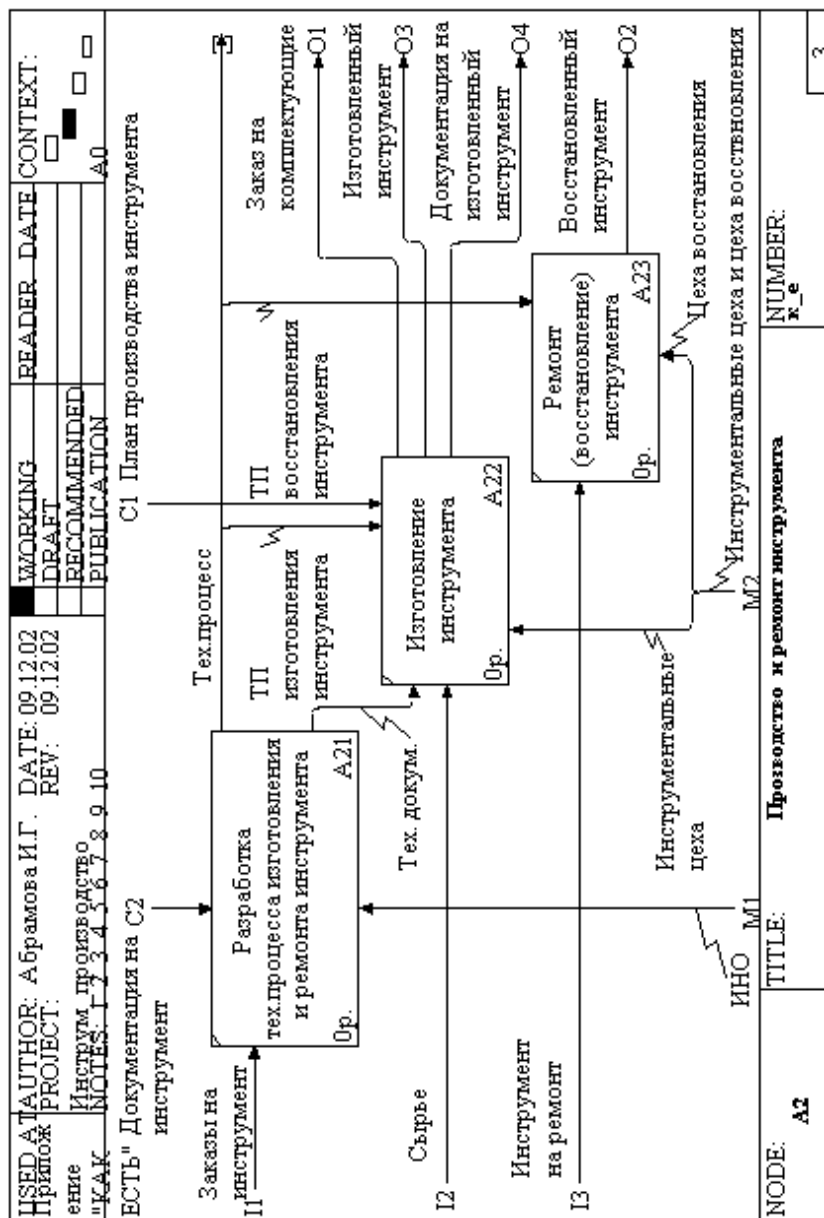 USED AT
Прилож
ение
"КАК
ЕСТЬ"
AUTHOR: Абрамова И.Г.
PROJECT:
Инструм. производство
NOTES: 1 2 3 4 5 6 7 8 9 10
DATE: 09.12.02
REV: 09.12.02
WORKING
DRAFT
RECOMMENDED
PUBLICATION
READER DATE
CONTEXT:
A0
Документация на
инструмент
C2
C1 План производства инструмента
Заказы на
инструмент
I1
Разработка
тех.процесса изготовления
и ремонта инструмента
0р.
A21
Тех.процесс
ТП
изготовления
инструмента
ТП
восстановления
инструмента
Заказ на
комплектующие
O1
Изготовленный
инструмент
O3
Документация на
изготовленный
инструмент
O4
Восстановленный
инструмент
O2
Тех. докум.
Сырье
I2
Изготовление
инструмента
0р.
A22
Инструмент
на ремонт
I3
Ремонт
(восстановление)
инструмента
0р.
A23
Цеха восстановления
Инструментальные
цеха
Инструментальные цеха и цеха восствновления
ИНО
M1
M2
NODE:
A2
TITLE:
Прозводство и ремонт инструмента
NUMBER:
к_е
3